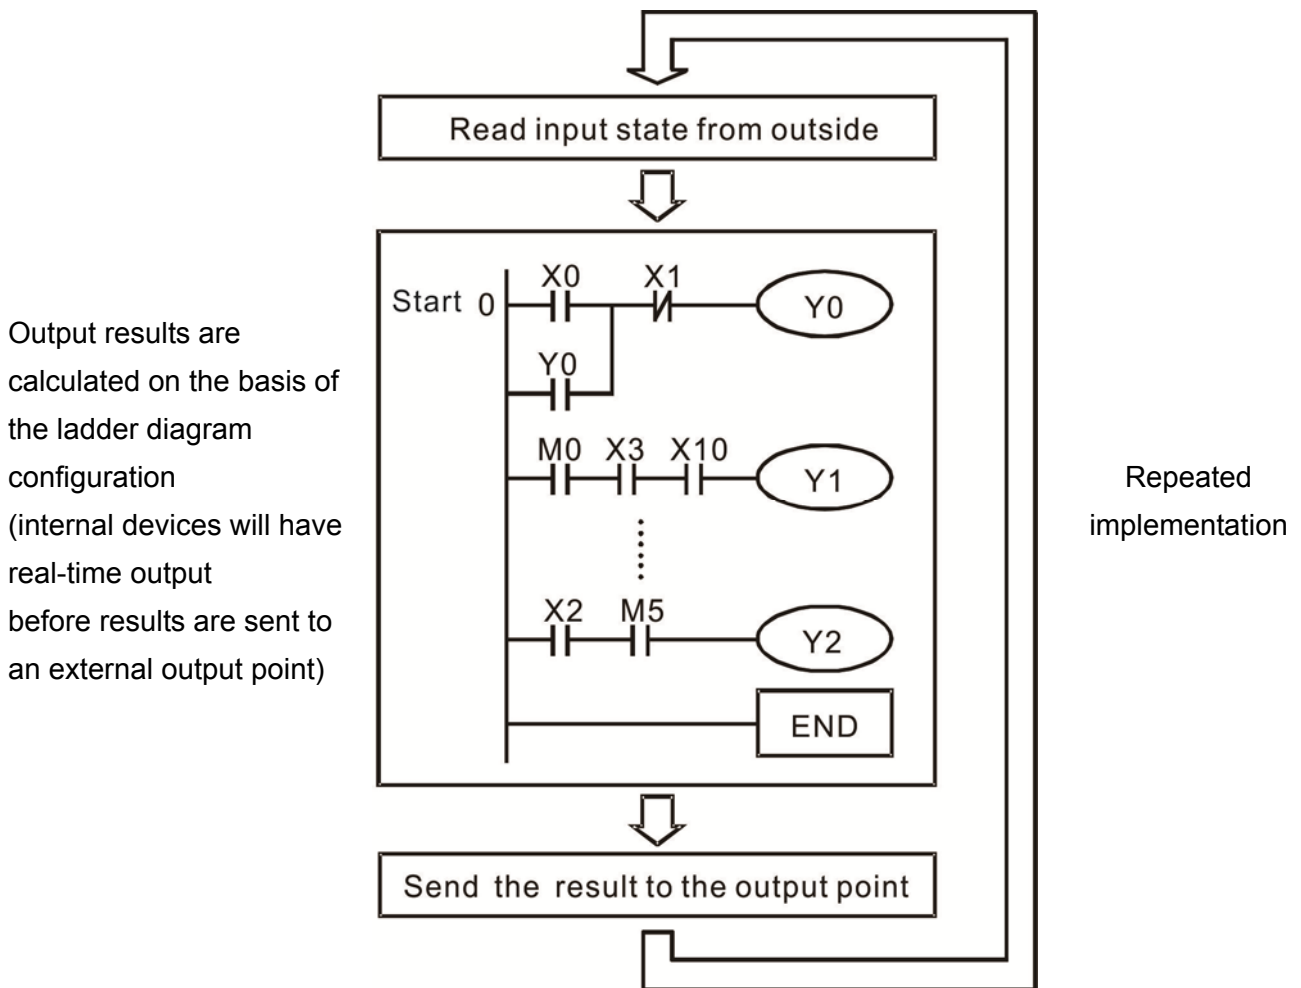 Read input state from outside
Output results are
calculated on the basis of
the ladder diagram
configuration
(internal devices will have
real-time output
before results are sent to
an external output point)
X0 X1
Start 0 Y0
Y0
M0 X3 X10
Y1
X2 M5
Y2
END
Repeated
implementation
Send the result to the output point